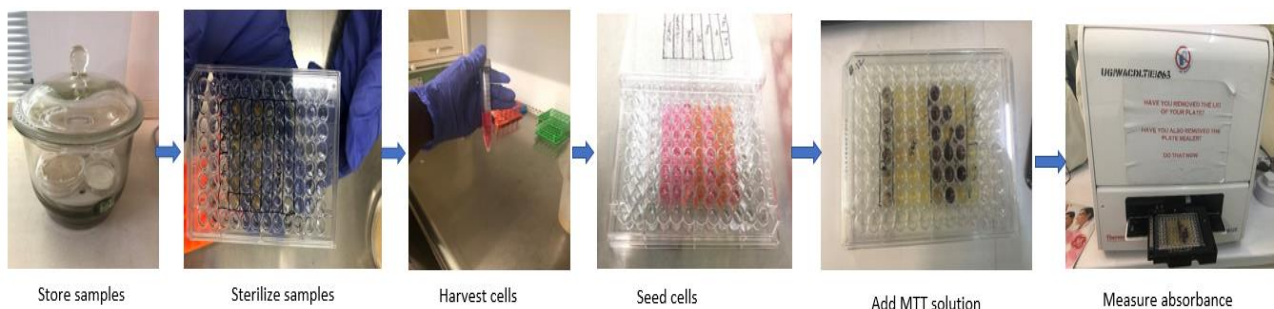 UGIWACDLTIIB063
HAVE YOU REMOVED THE LID
OF YOUR PLATE?
HAVE YOU ALSO REMOVED THE
PLATE SEALER?
DO THAT NOW
Store samples
Sterilize samples
Harvest cells
Seed cells
Add MTT solution
Measure absorbance